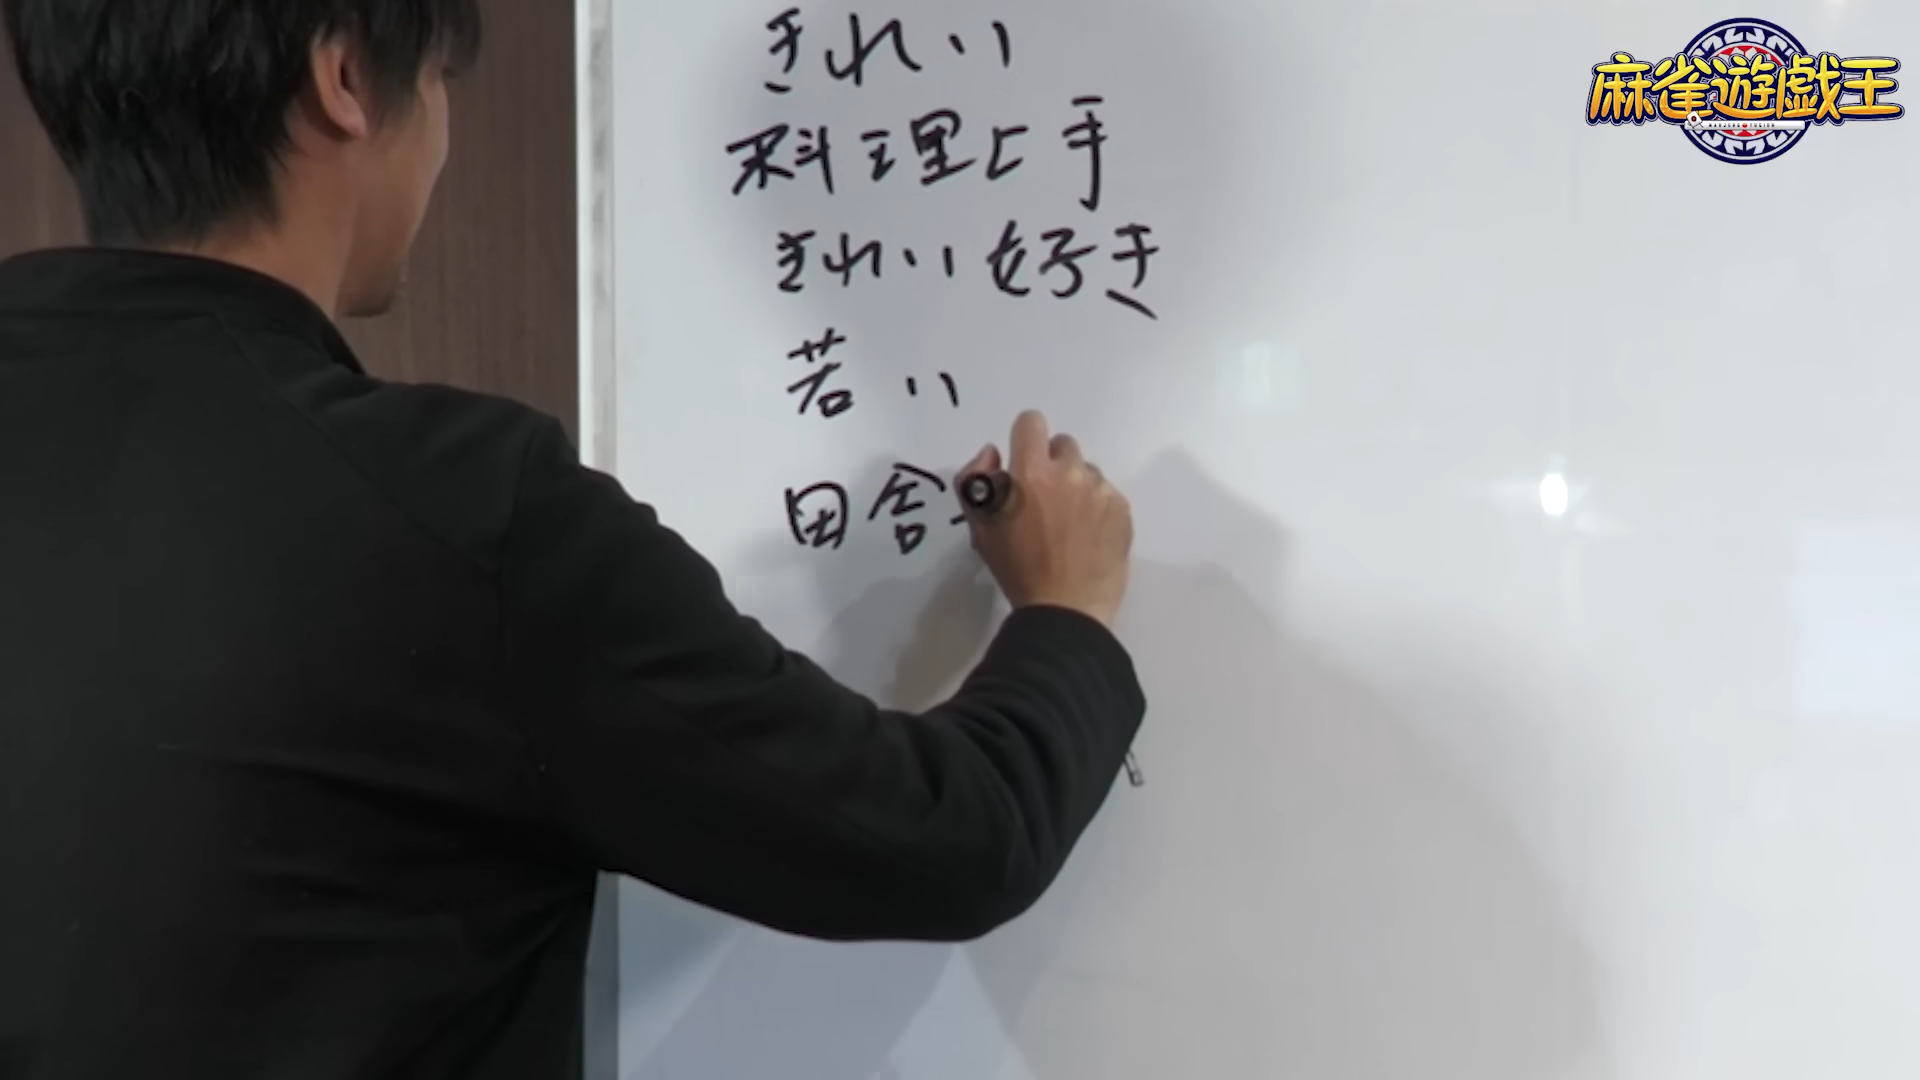 麻雀遊戯王
きれい
料理上手
きれい好き
若い
田舎